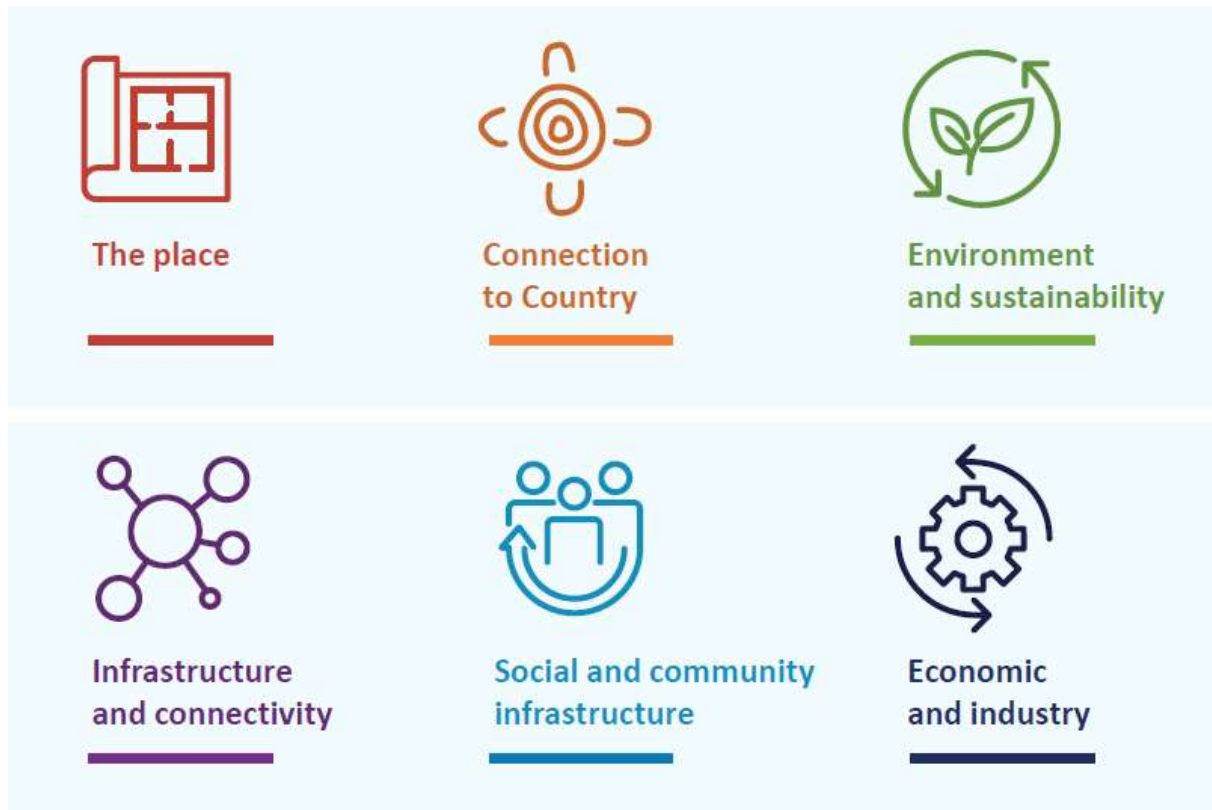 The place
Connection
to Country
Environment
and sustainability
Infrastructure
and connectivity
Social and community
infrastructure
Economic
and industry